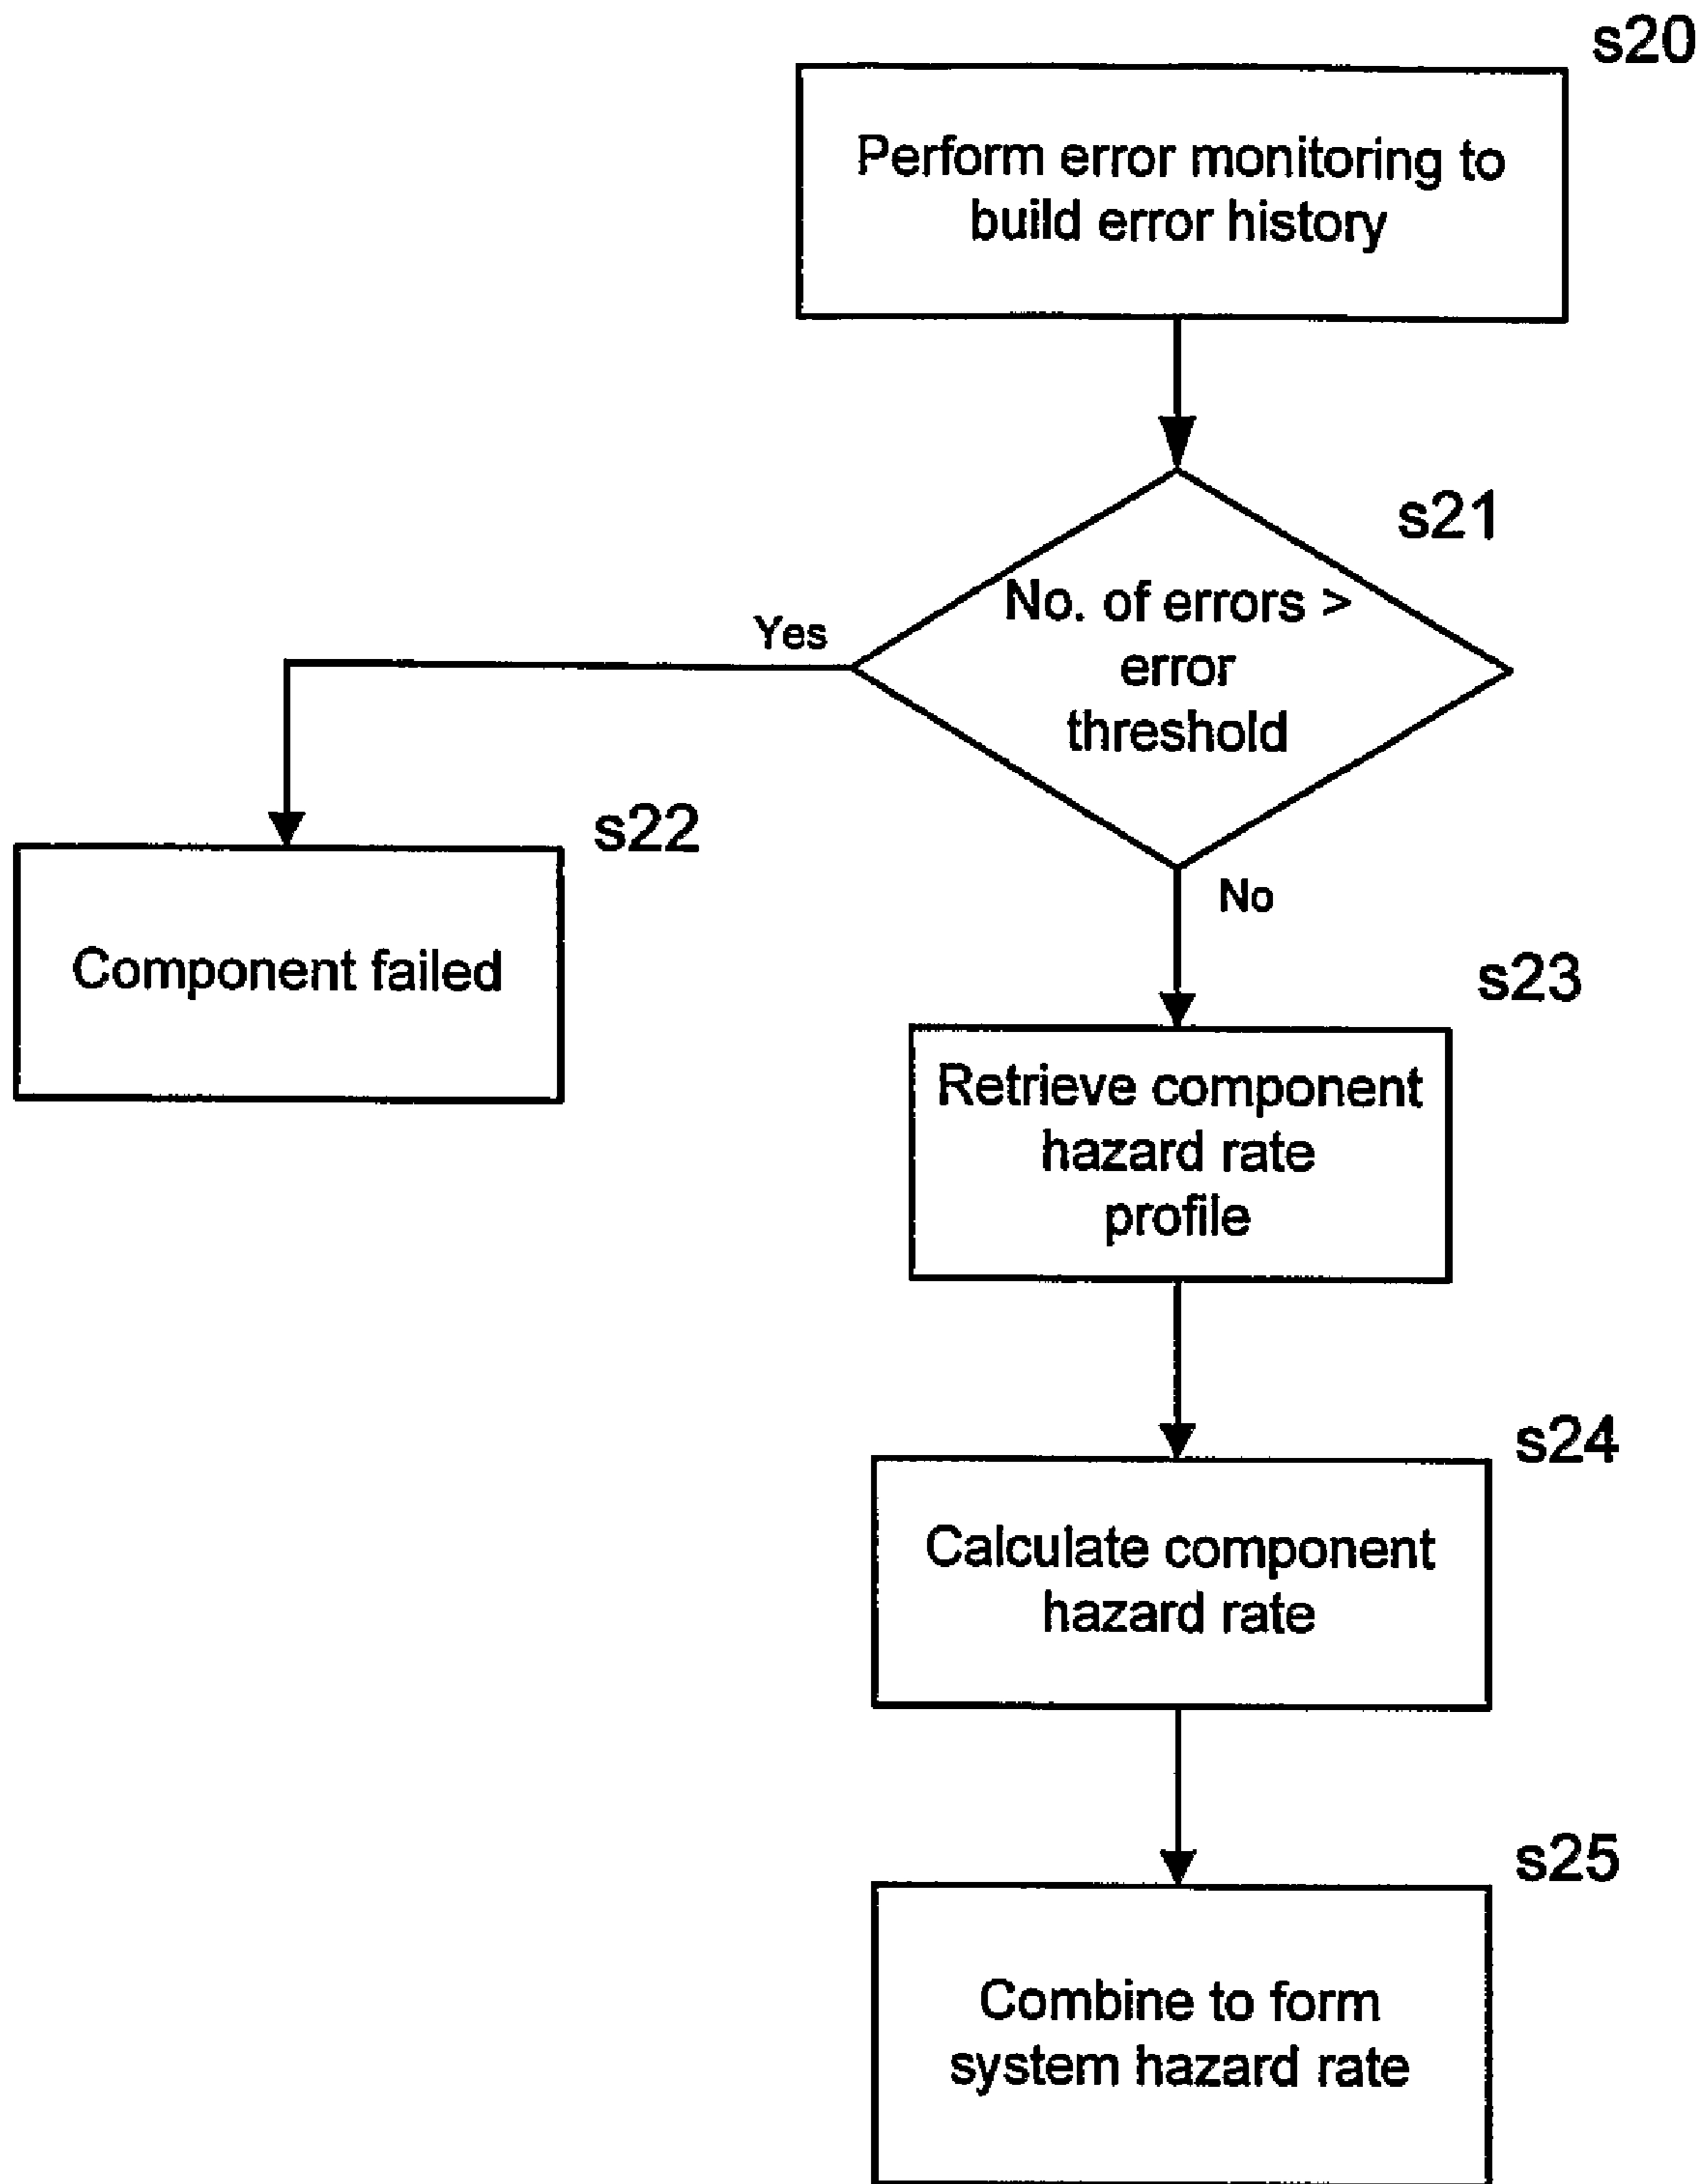 s20
Perform error monitoring to
build error history
s21
No. of errors >
error
threshold
Yes
No
s22
Component failed
s23
Retrieve component
hazard rate
profile
s24
Calculate component
hazard rate
s25
Combine to form
system hazard rate